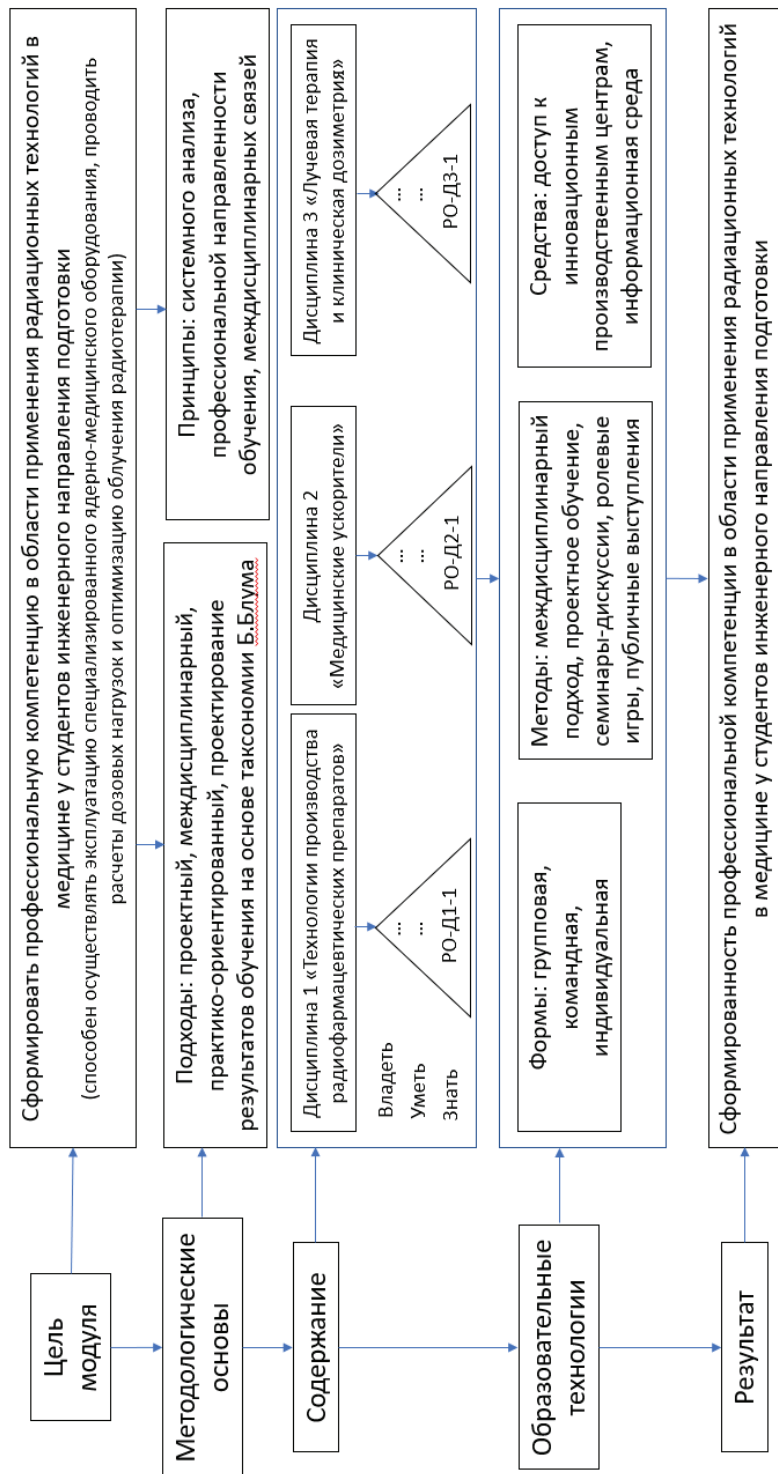 Цель
модуля
Сформировать профессиональную компетенцию в области применения радиационных технологий в
медицине у студентов инженерного направления подготовки
(способен осуществлять эксплуатацию специализированного ядерно-медицинского оборудования, проводить
расчеты дозовых нагрузок и оптимизацию облучения радиотерапии)
Методологические
основы
Подходы: проектный, междисциплинарный,
практико-ориентированный, проектирование
результатов обучения на основе таксономии Б.Блума
Принципы: системного анализа,
профессиональной направленности
обучения, междисциплинарных связей
Содержание
Дисциплина 1 «Технологии производства
радиофармацевтических препаратов»
Дисциплина 2
«Медицинские ускорители»
Дисциплина 3 «Лучевая терапия
и клиническая дозиметрия»
Владеть
Уметь
Знать
...
...
РО-Д1-1
...
...
РО-Д2-1
...
...
РО-Д3-1
Образовательные
технологии
Формы: групповая,
командная,
индивидуальная
Методы: междисциплинарный
подход, проектное обучение,
семинары-дискуссии, ролевые
игры, публичные выступления
Средства: доступ к
инновационным
производственным центрам,
информационная среда
Результат
Сформированность профессиональной компетенции в области применения радиационных технологий
в медицине у студентов инженерного направления подготовки